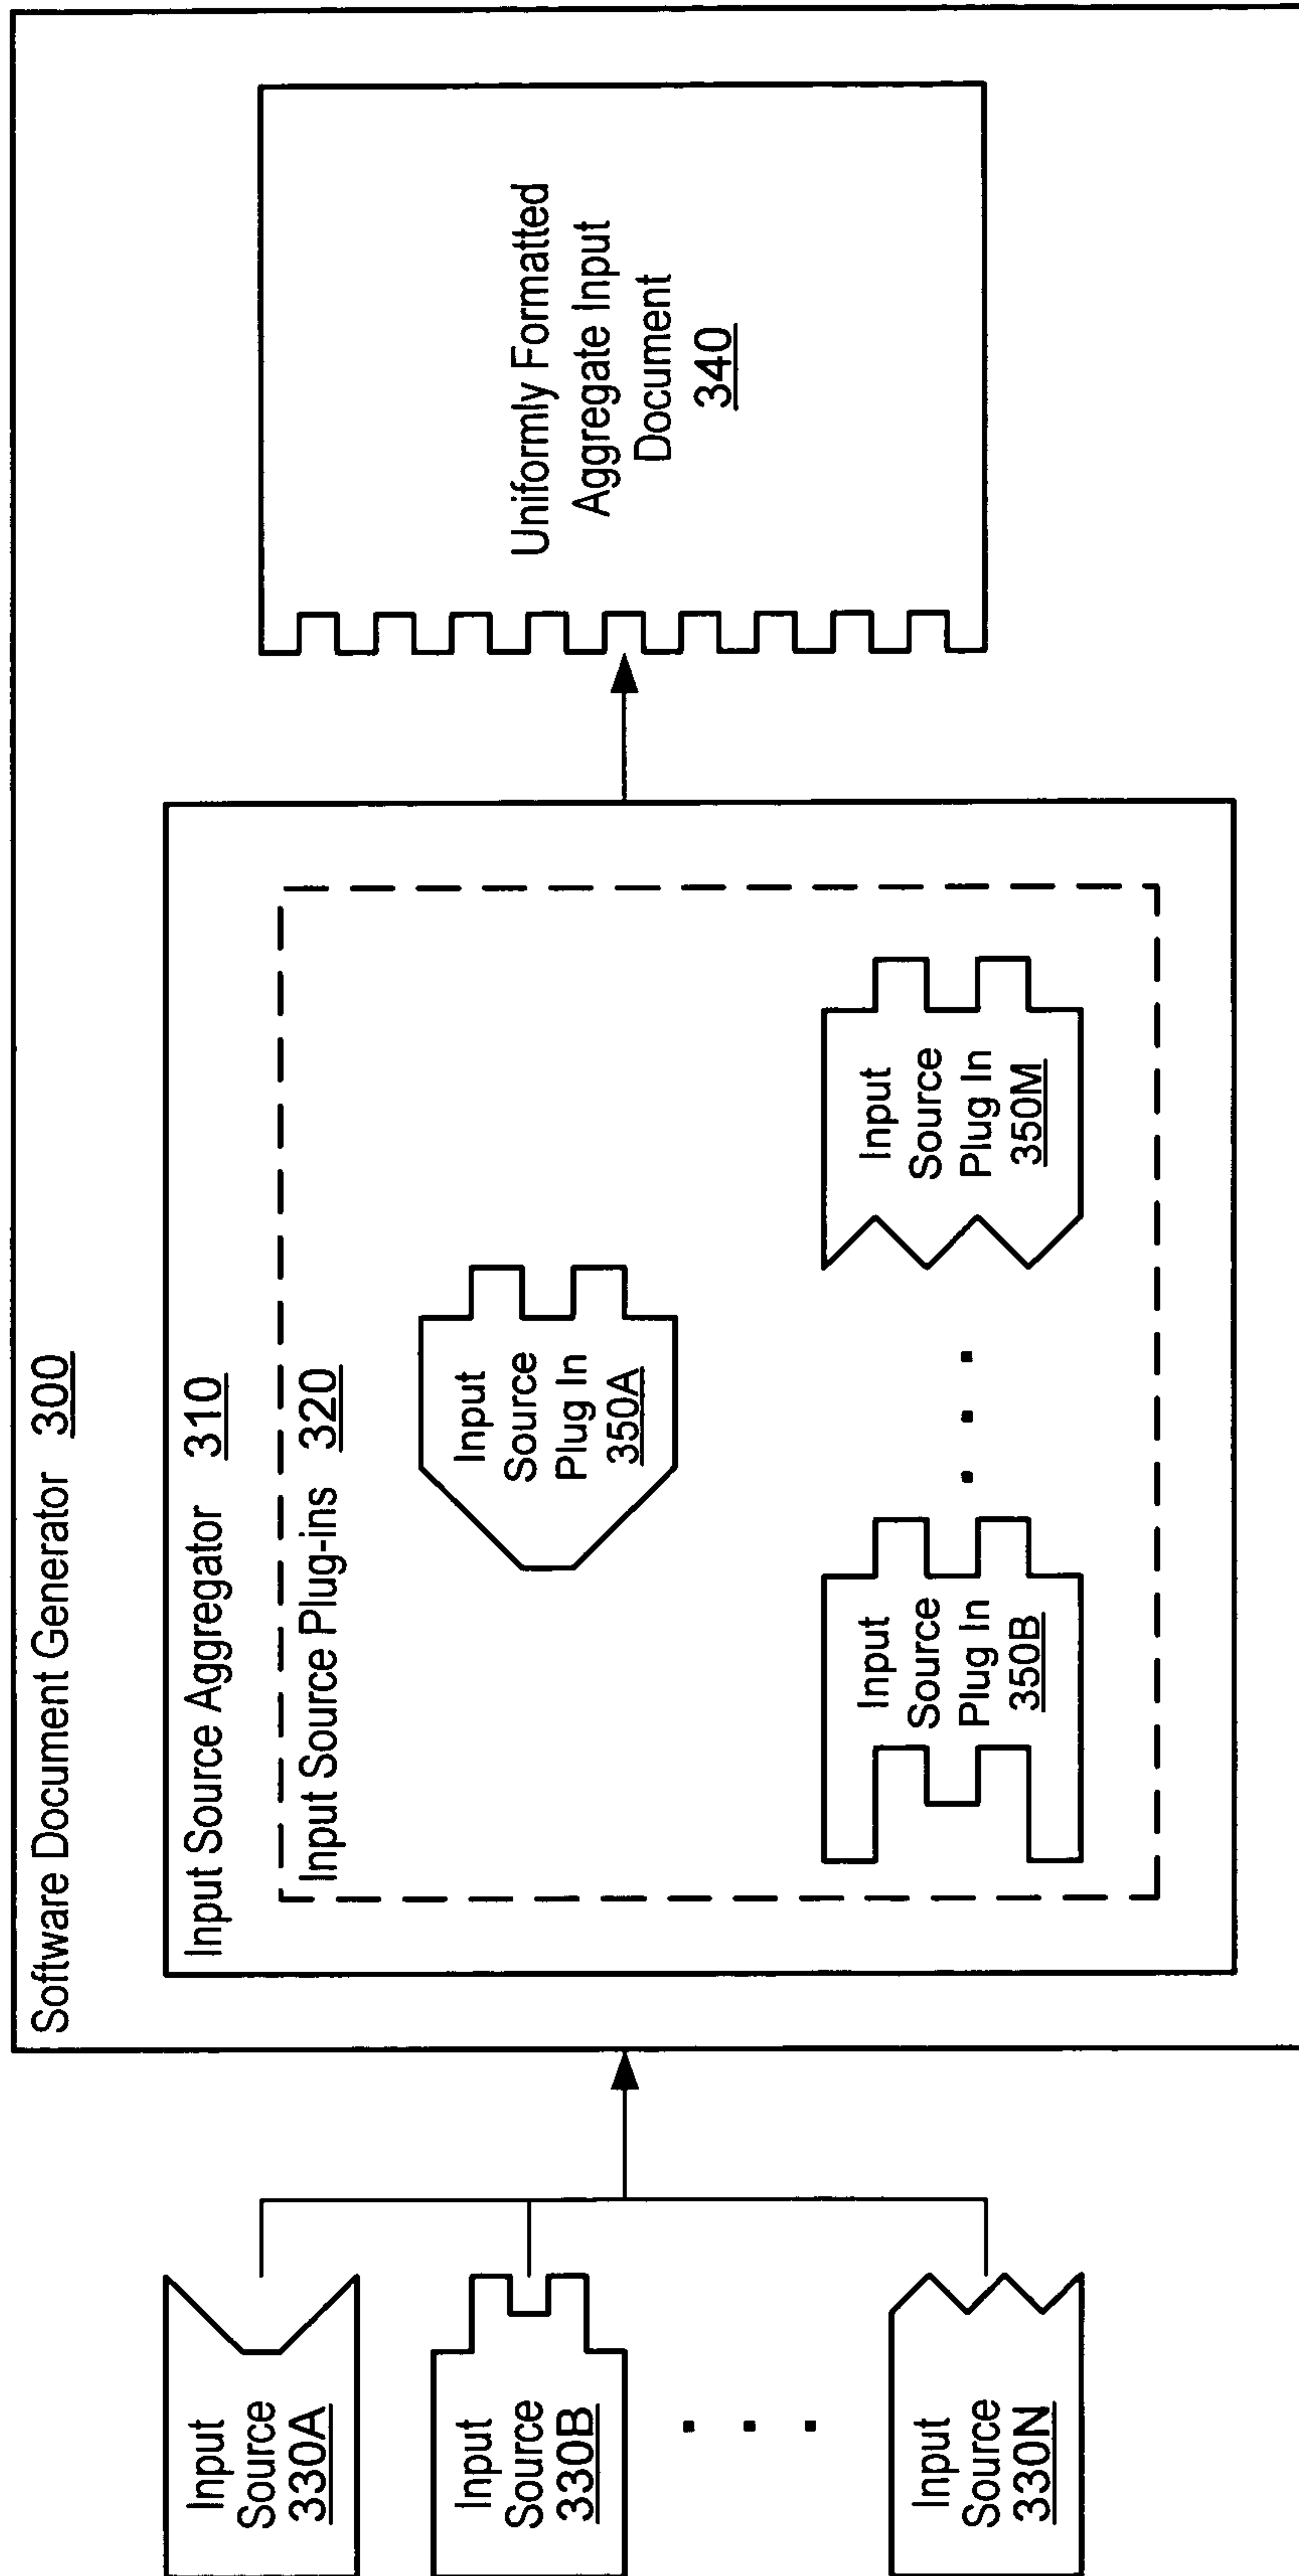 Software Document Generator 300
Input Source Aggregator 310
Input Source Plug-ins 320
Input
Source
330A
Input
Source
330B
Input
Source
330N
Input
Source
Plug In
350A
Input
Source
Plug In
350B
Input
Source
Plug In
350M
Uniformly Formatted
Aggregate Input
Document
340